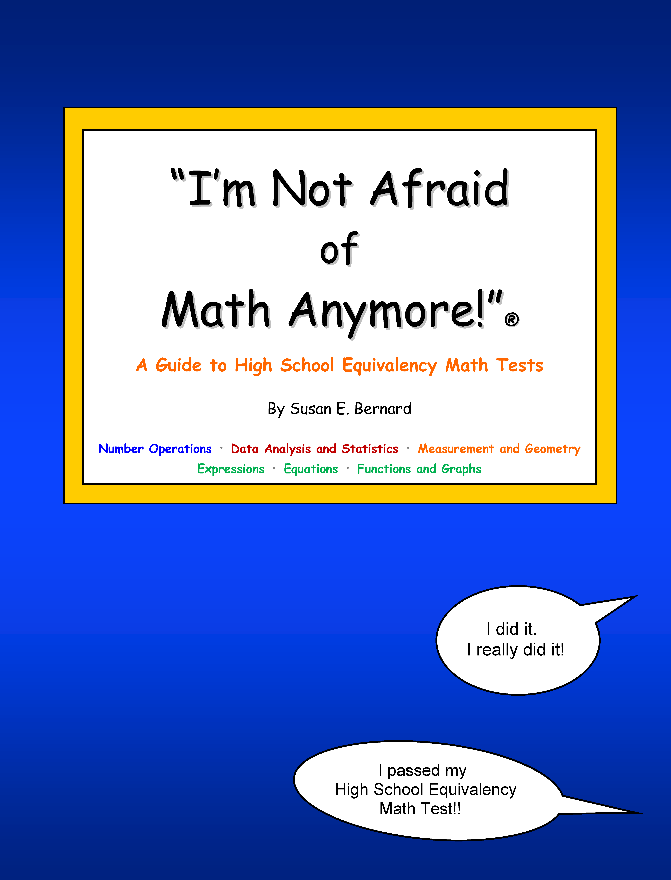 “I’m Not Afraid
of
Math Anymore!”®
A Guide to High School Equivalency Math Tests
By Susan E. Bernard
Number Operations · Data Analysis and Statistics · Measurement and Geometry
Expressions · Equations · Functions and Graphs
I did it.
I really did it!
I passed my
High School Equivalency
Math Test!!